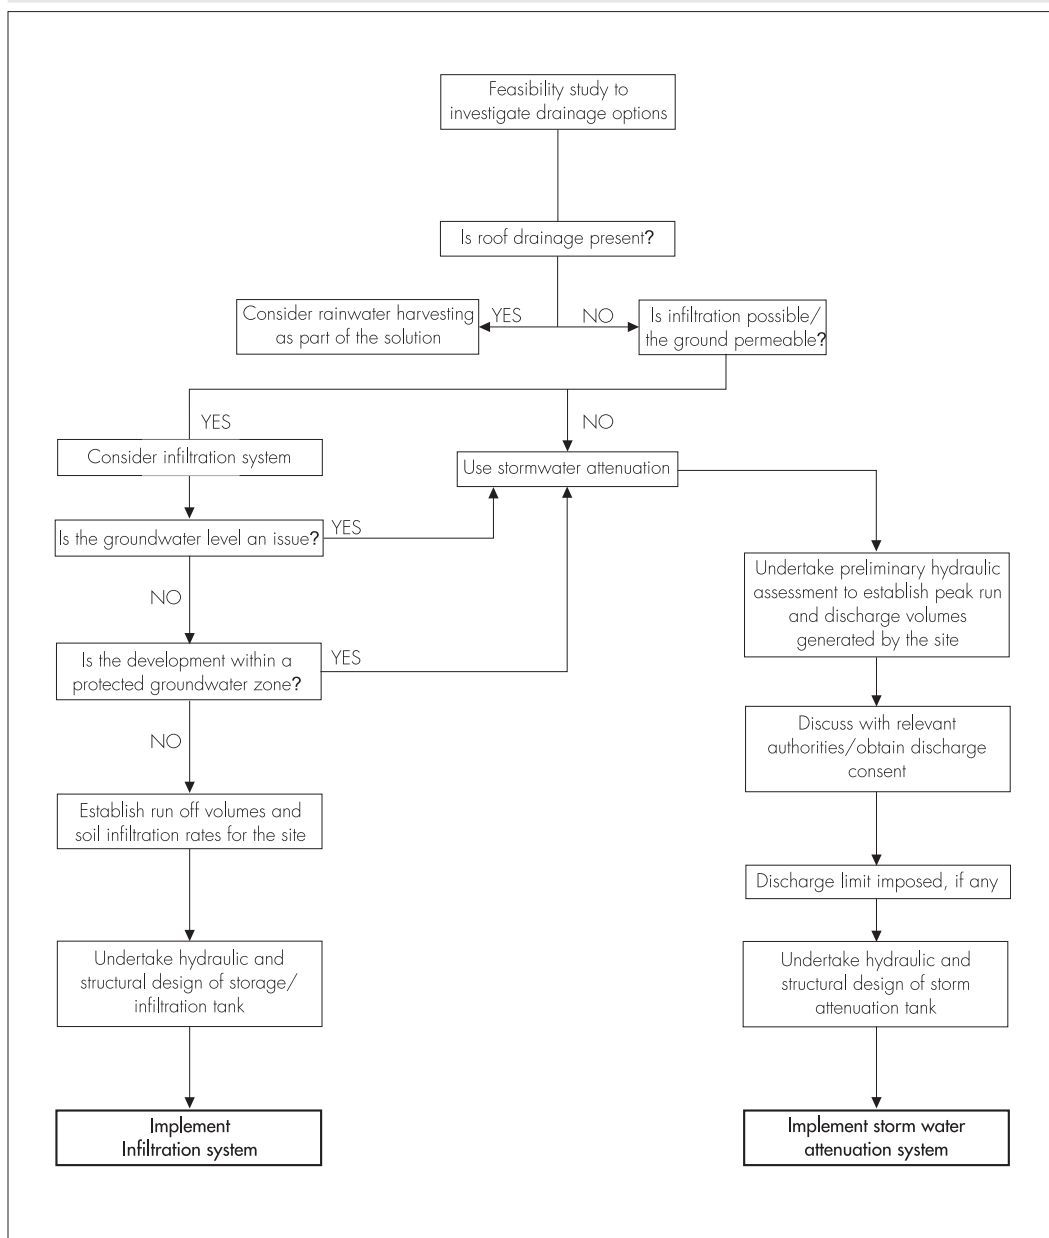 Feasibility study to
investigate drainage options
Is roof drainage present?
Consider rainwater harvesting
as part of the solution
YES
NO
Is infiltration possible/
the ground permeable?
YES
NO
Consider infiltration system
Use stormwater attenuation
Is the groundwater level an issue?
YES
NO
Undertake preliminary hydraulic
assessment to establish peak run
and discharge volumes
generated by the site
Is the development within a
protected groundwater zone?
YES
NO
Discuss with relevant
authorities/obtain discharge
consent
Establish run off volumes and
soil infiltration rates for the site
Discharge limit imposed, if any
Undertake hydraulic and
structural design of storage/
infiltration tank
Undertake hydraulic and
structural design of storm
attenuation tank
Implement
Infiltration system
Implement storm water
attenuation system